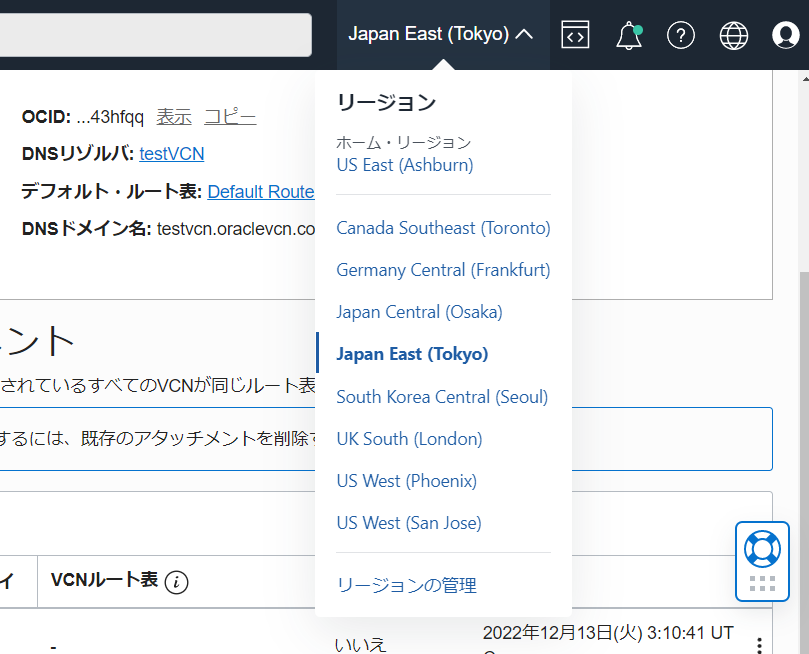 Japan East (Tokyo)
リージョン
ホーム・リージョン
US East (Ashburn)
Canada Southeast (Toronto)
Germany Central (Frankfurt)
Japan Central (Osaka)
Japan East (Tokyo)
South Korea Central (Seoul)
UK South (London)
US West (Phoenix)
US West (San Jose)
リージョンの管理
OCID: ...43hfqq 表示 コピー
DNSリゾルバ: testVCN
デフォルト・ルート表: Default Route
DNSドメイン名: testvcn.oraclevcn.co
ント
されているすべてのVCNが同じルート表
するには、既存のアタッチメントを削除
イ
VCNルート表
-
いいえ
2022年12月13日(火) 3:10:41 UT